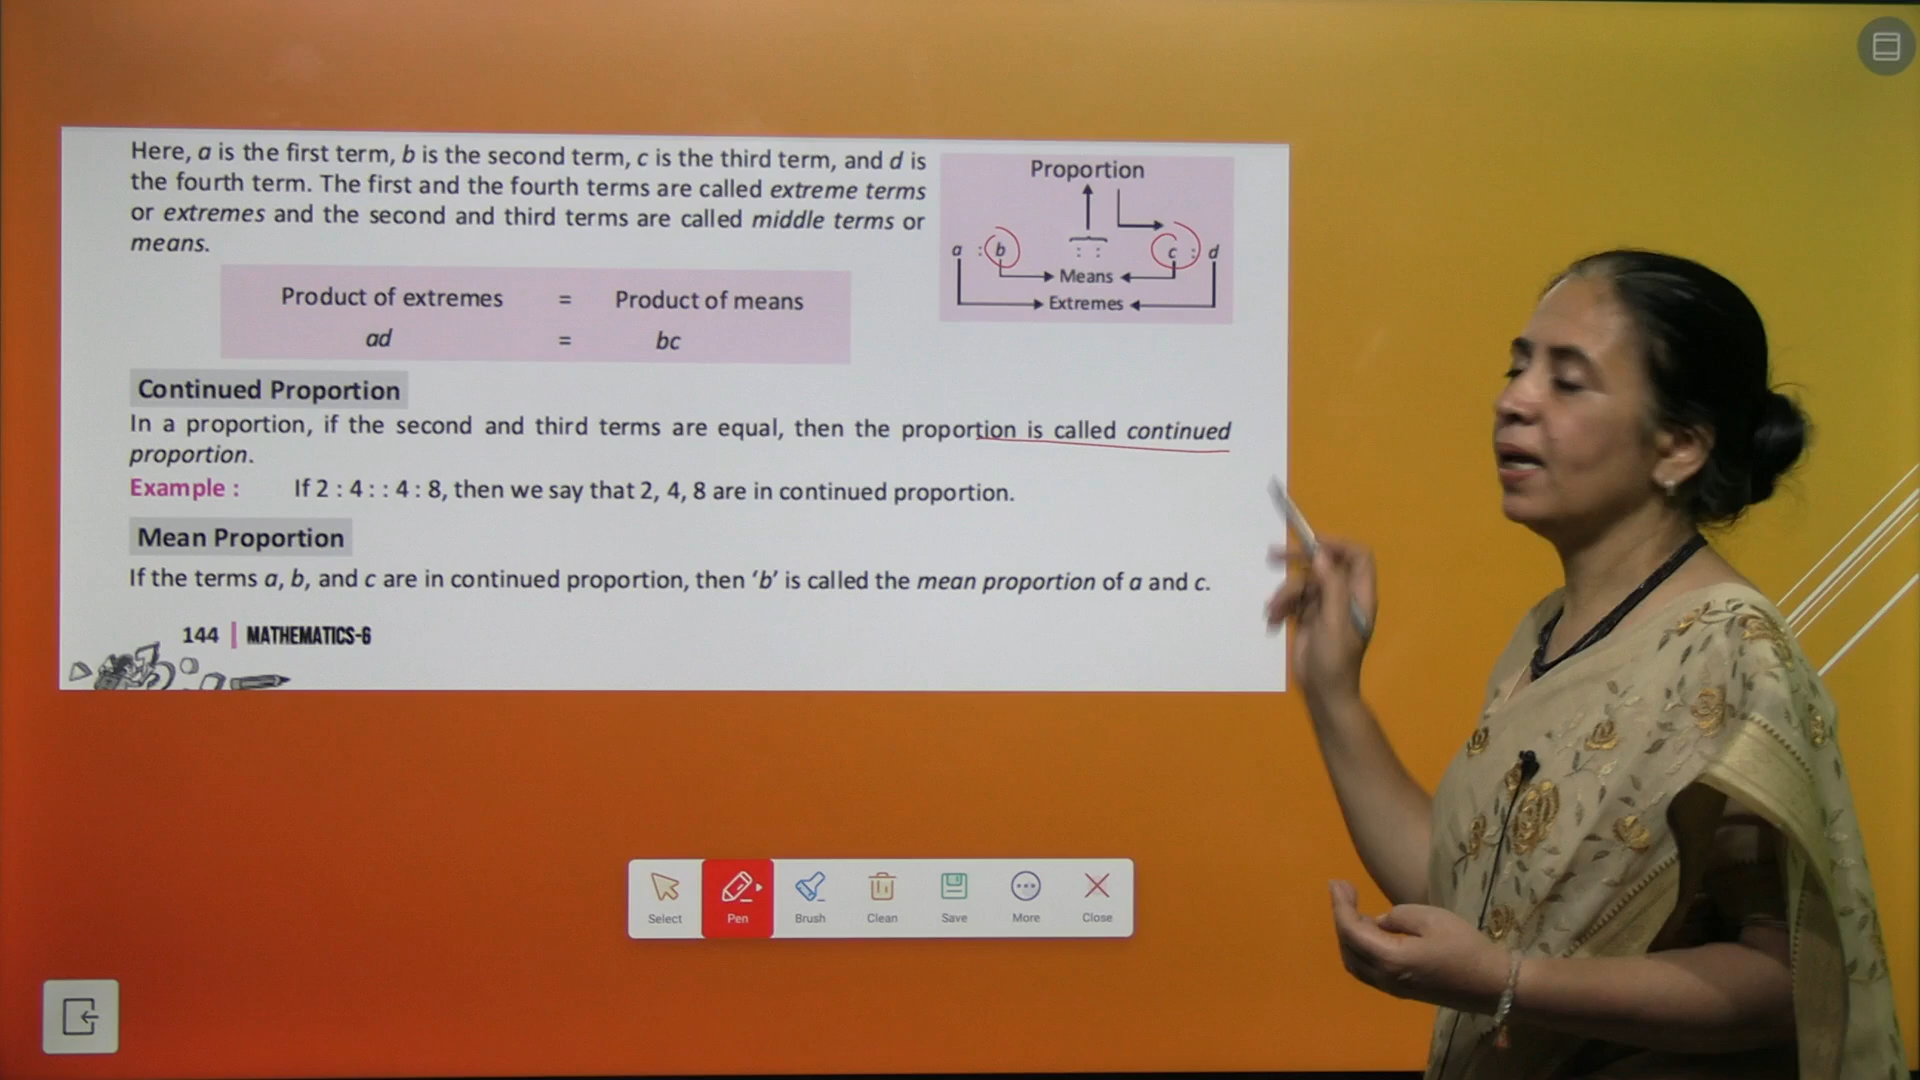 Here, a is the first term, b is the second term, c is the third term, and d is
the fourth term. The first and the fourth terms are called extreme terms
or extremes and the second and third terms are called middle terms or
means.
Proportion
a : b : : c : d
Means
Extremes
Product of extremes = Product of means
ad = bc
Continued Proportion
In a proportion, if the second and third terms are equal, then the proportion is called continued
proportion.
Example : If 2 : 4 : : 4 : 8, then we say that 2, 4, 8 are in continued proportion.
Mean Proportion
If the terms a, b, and c are in continued proportion, then ‘b’ is called the mean proportion of a and c.
144 | MATHEMATICS-6
Select Pen Brush Clean Save More Close